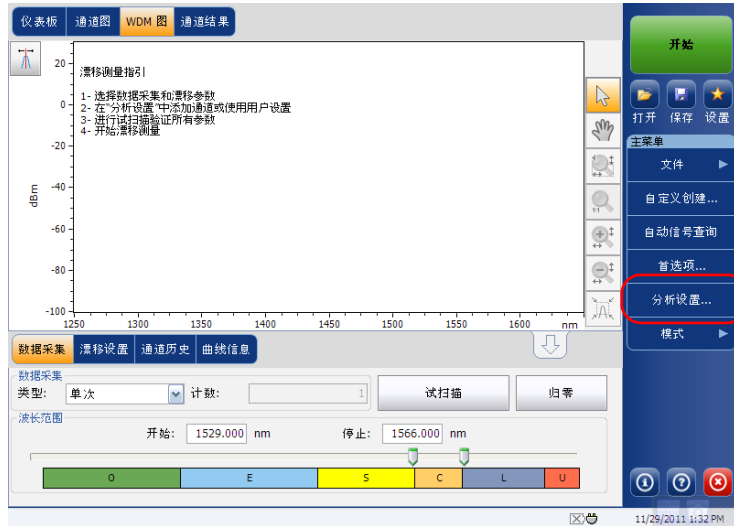 仪表板 通道图 WDM 图 通道结果
漂移测量指引
1- 选择数据采集和漂移参数
2- 在“分析设置”中添加通道或使用用户设置
3- 进行试扫描验证所有参数
4- 开始漂移测量
dBm
20
0
-20
-40
-60
-80
-100
1250 1300 1350 1400 1450 1500 1550 1600 nm
1:1
数据采集 漂移设置 通道历史 曲线信息
数据采集
类型: 单次 计数: 1 试扫描 归零
波长范围
开始: 1529.000 nm 停止: 1566.000 nm
O E S C L U
开始
打开 保存 设置
主菜单
文件
自定义创建...
自动信号查询
首选项...
分析设置...
模式
11/29/2011 1:32 PM